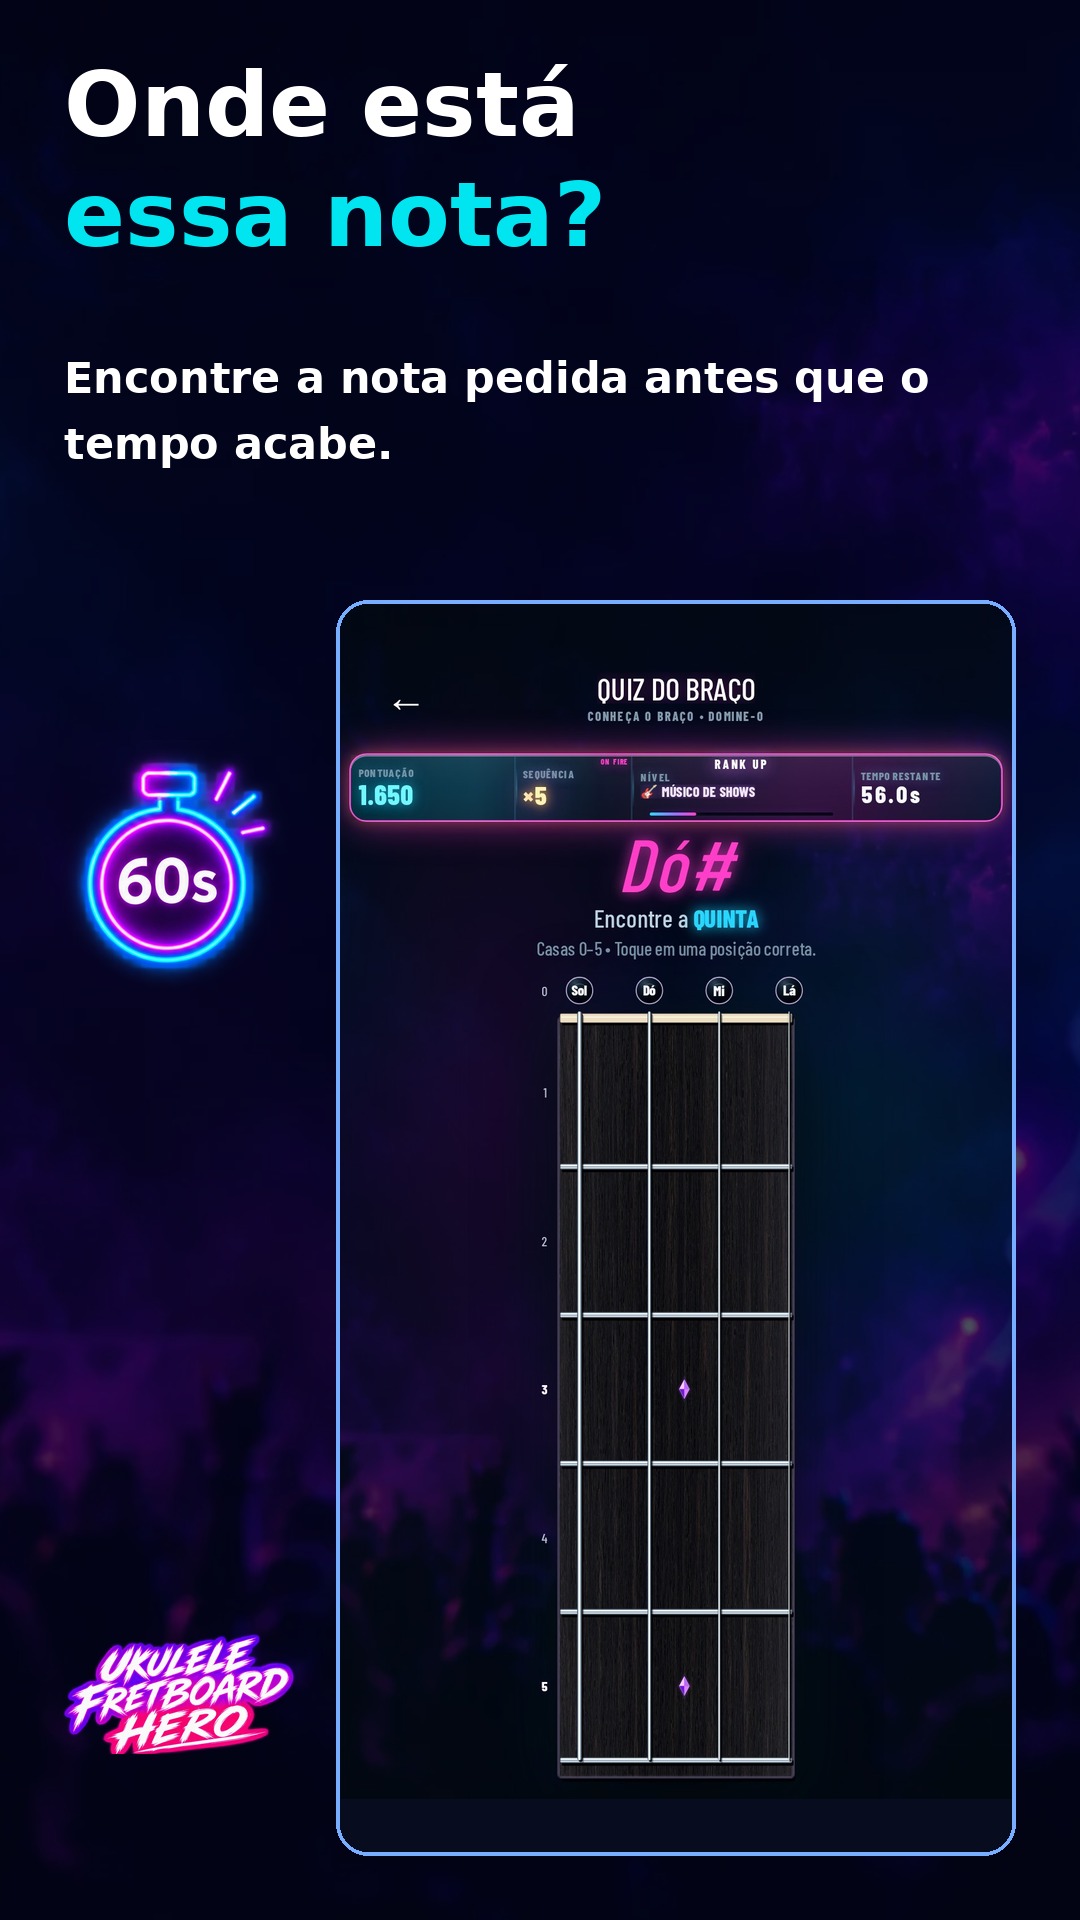 Onde está
essa nota?
Encontre a nota pedida antes que o
tempo acabe.
←
QUIZ DO BRAÇO
CONHEÇA O BRAÇO • DOMINE-O
PONTUAÇÃO
1.650
SEQUÊNCIA
ON FIRE
×5
RANK UP
NÍVEL
🎸 MÚSICO DE SHOWS
TEMPO RESTANTE
56.0s
Dó#
Encontre a QUINTA
Casas 0–5 • Toque em uma posição correta.
0 Sol Dó Mi Lá
1
2
3
4
5
60s
UKULELE
FRETBOARD
HERO